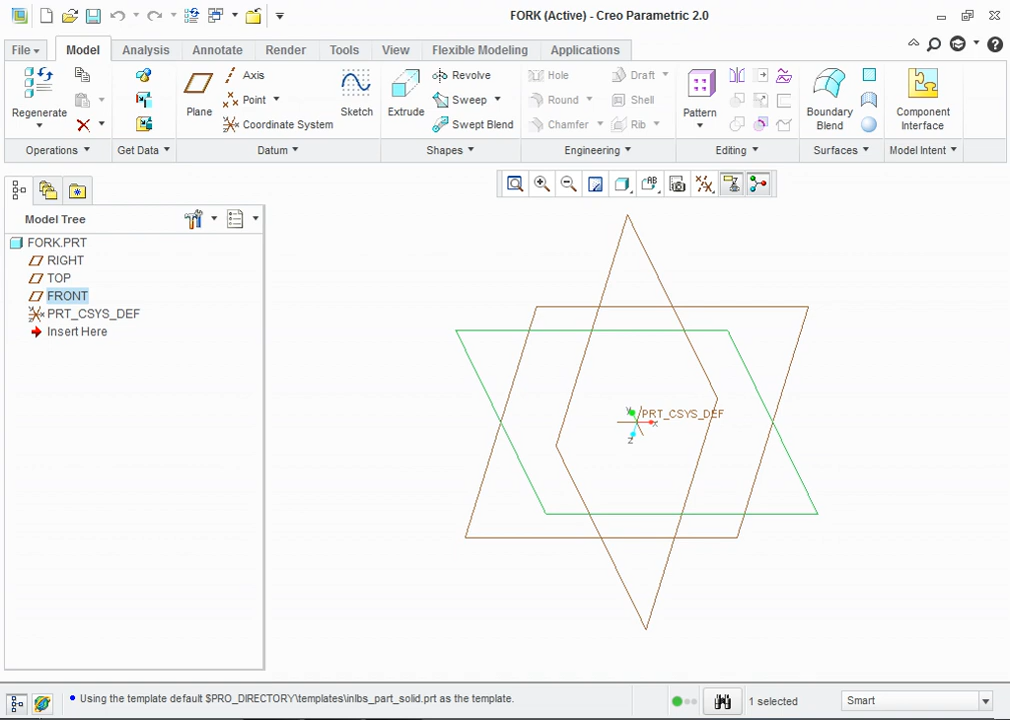 FORK (Active) - Creo Parametric 2.0
File Model Analysis Annotate Render Tools View Flexible Modeling Applications
Regenerate
Operations
Get Data
Plane
Axis
Point
Coordinate System
Sketch
Datum
Extrude
Revolve
Sweep
Swept Blend
Shapes
Hole
Round
Chamfer
Draft
Shell
Rib
Engineering
Pattern
Editing
Boundary
Blend
Surfaces
Component
Interface
Model Intent
Model Tree
FORK.PRT
RIGHT
TOP
FRONT
PRT_CSYS_DEF
Insert Here
Y
PRT_CSYS_DEF
X
Z
Using the template default $PRO_DIRECTORY\templates\inlbs_part_solid.prt as the template.
1 selected
Smart